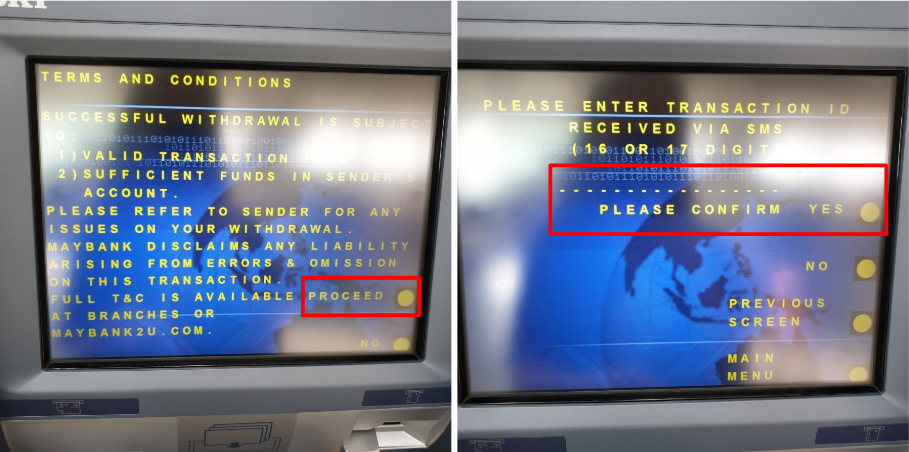 TERMS AND CONDITIONS
SUCCESSFUL WITHDRAWAL IS SUBJECT
TO:
1)VALID TRANSACTION
2)SUFFICIENT FUNDS IN SENDER'S
ACCOUNT.
PLEASE REFER TO SENDER FOR ANY
ISSUES ON YOUR WITHDRAWAL.
MAYBANK DISCLAIMS ANY LIABILITY
ARISING FROM ERRORS & OMISSION
ON THIS TRANSACTION.
FULL T&C IS AVAILABLE PROCEED
AT BRANCHES OR
MAYBANK2U.COM.
NO
PLEASE ENTER TRANSACTION ID
RECEIVED VIA SMS
(16 OR 17 DIGIT
- - - - - - - - - - - - - - - - -
PLEASE CONFIRM YES
NO
PREVIOUS
SCREEN
MAIN
MENU